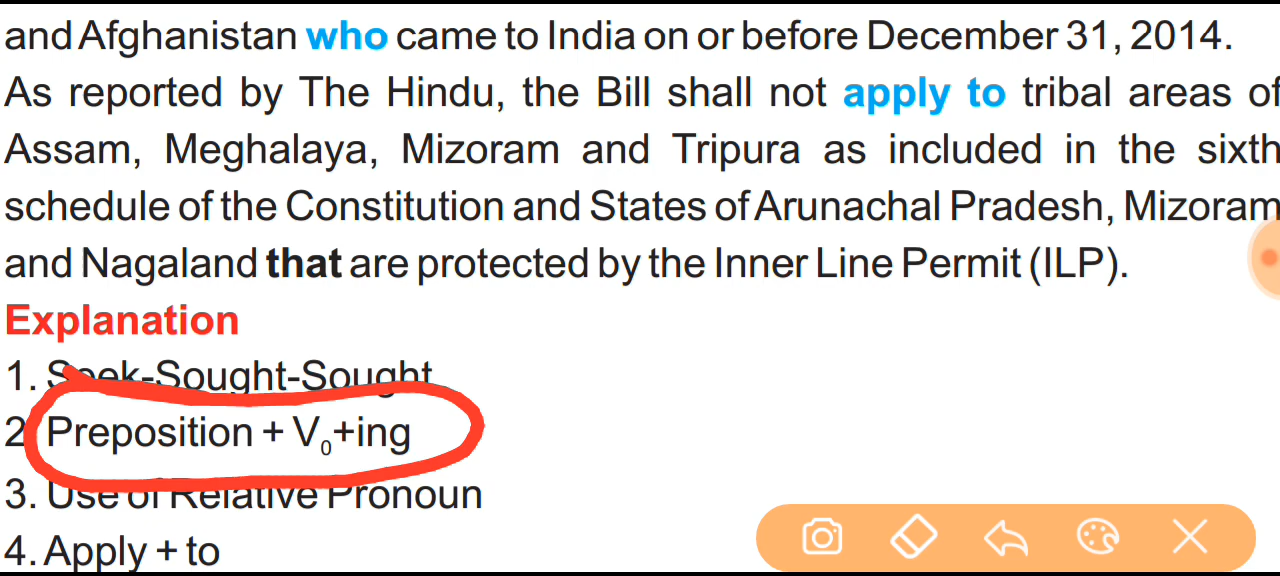 and Afghanistan who came to India on or before December 31, 2014.
As reported by The Hindu, the Bill shall not apply to tribal areas of
Assam, Meghalaya, Mizoram and Tripura as included in the sixth
schedule of the Constitution and States of Arunachal Pradesh, Mizoram
and Nagaland that are protected by the Inner Line Permit (ILP).
Explanation
1. Seek-Sought-Sought
2 Preposition + V₀+ing
3. Use of Relative Pronoun
4. Apply + to